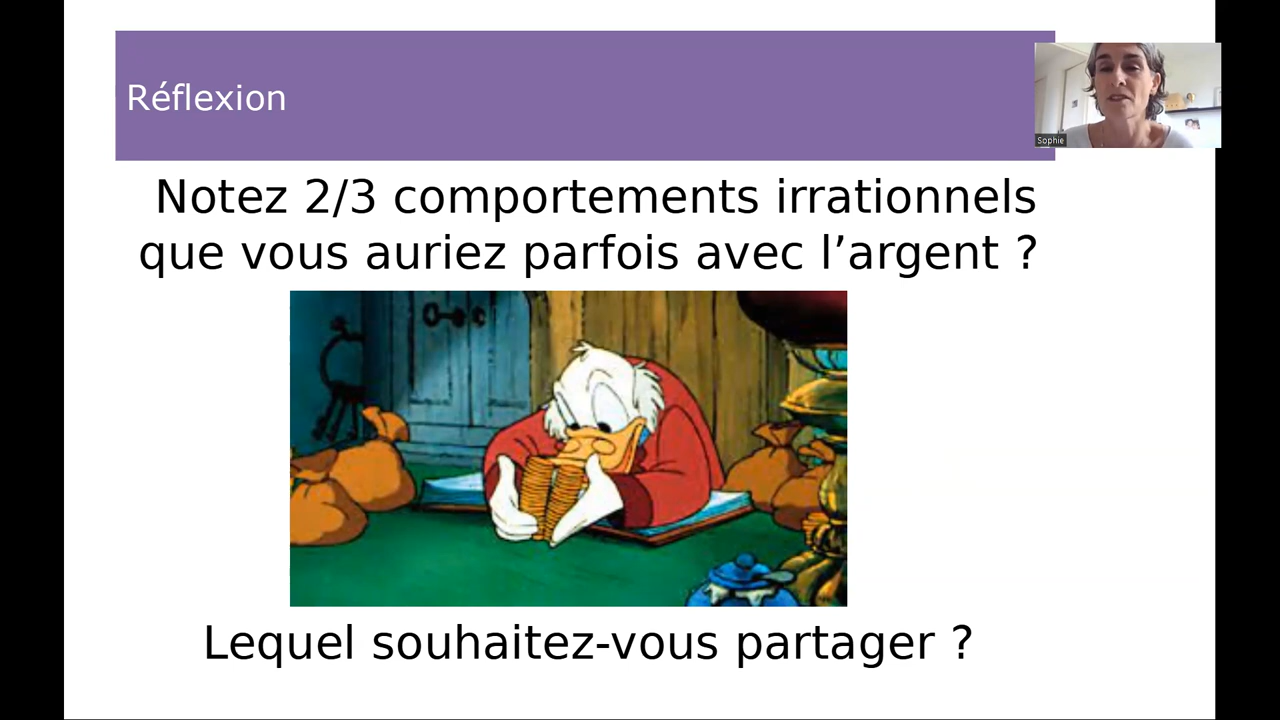 Réflexion
Sophie
Notez 2/3 comportements irrationnels
que vous auriez parfois avec l’argent ?
Lequel souhaitez-vous partager ?